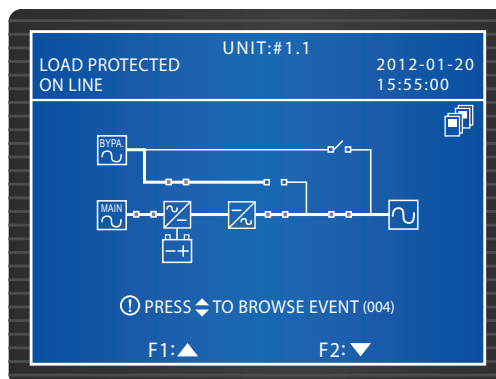 UNIT:#1.1
LOAD PROTECTED
ON LINE
2012-01-20
15:55:00
BYPA.
MAIN
PRESS TO BROWSE EVENT (004)
F1:
F2: